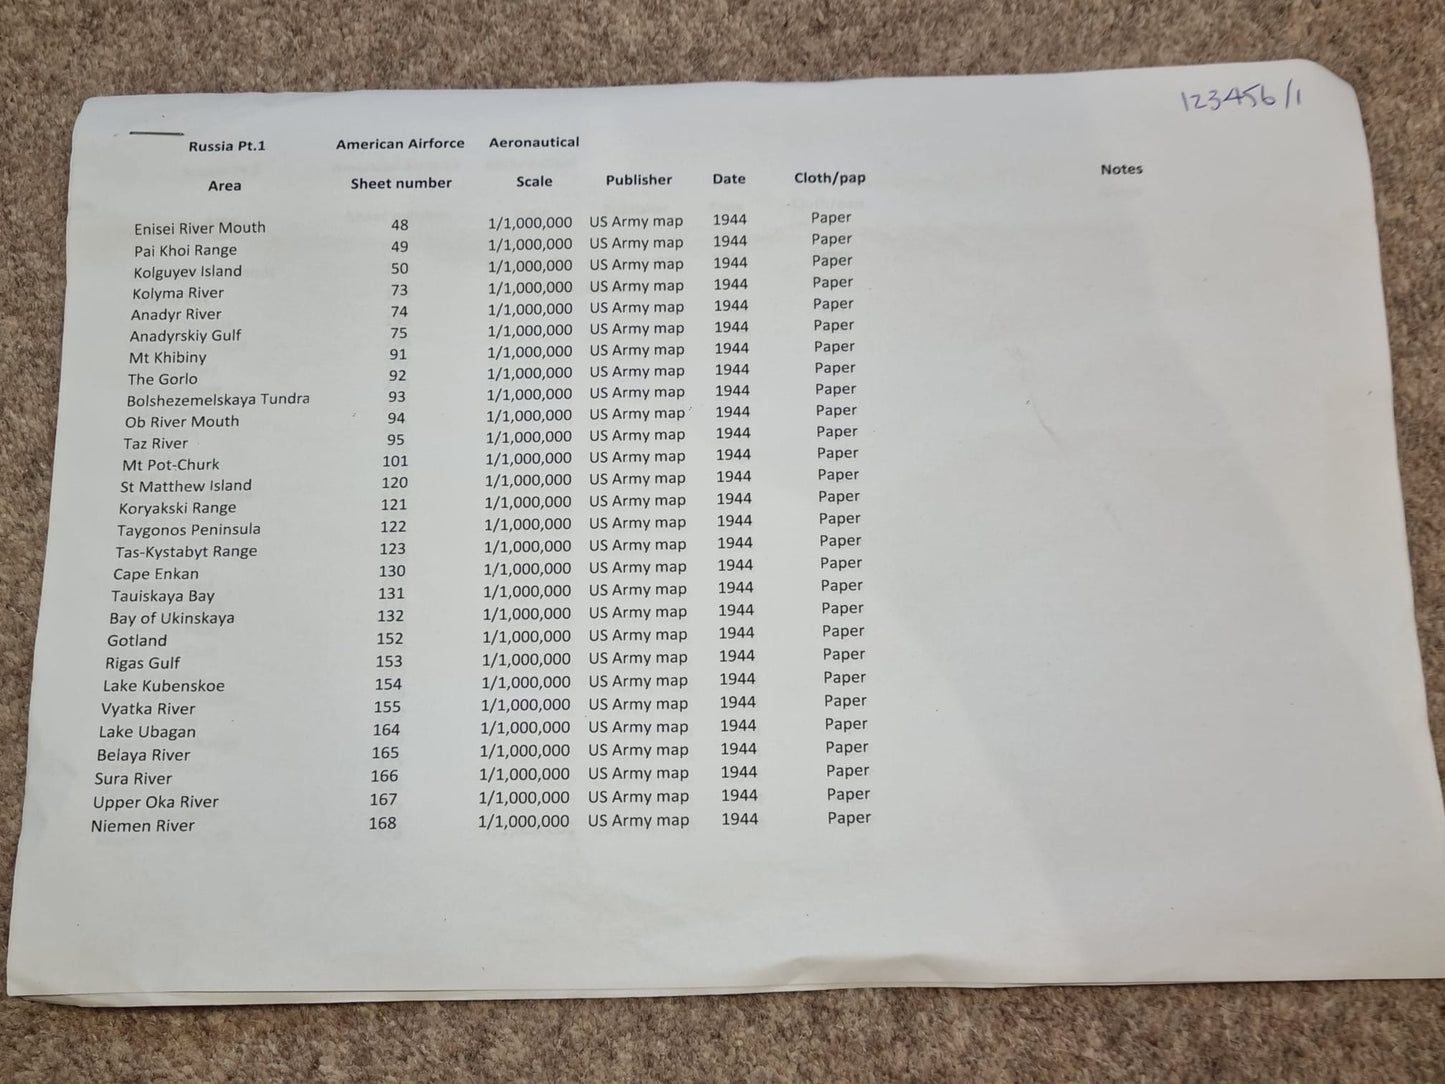 123456/1
Russia Pt.1 American Airforce Aeronautical
Area Sheet number Scale Publisher Date Cloth/pap Notes
Enisei River Mouth 48 1/1,000,000 US Army map 1944 Paper
Pai Khoi Range 49 1/1,000,000 US Army map 1944 Paper
Kolguyev Island 50 1/1,000,000 US Army map 1944 Paper
Kolyma River 73 1/1,000,000 US Army map 1944 Paper
Anadyr River 74 1/1,000,000 US Army map 1944 Paper
Anadyrskiy Gulf 75 1/1,000,000 US Army map 1944 Paper
Mt Khibiny 91 1/1,000,000 US Army map 1944 Paper
The Gorlo 92 1/1,000,000 US Army map 1944 Paper
Bolshezemelskaya Tundra 93 1/1,000,000 US Army map 1944 Paper
Ob River Mouth 94 1/1,000,000 US Army map 1944 Paper
Taz River 95 1/1,000,000 US Army map 1944 Paper
Mt Pot-Churk 101 1/1,000,000 US Army map 1944 Paper
St Matthew Island 120 1/1,000,000 US Army map 1944 Paper
Koryakski Range 121 1/1,000,000 US Army map 1944 Paper
Taygonos Peninsula 122 1/1,000,000 US Army map 1944 Paper
Tas-Kystabyt Range 123 1/1,000,000 US Army map 1944 Paper
Cape Enkan 130 1/1,000,000 US Army map 1944 Paper
Tauiskaya Bay 131 1/1,000,000 US Army map 1944 Paper
Bay of Ukinskaya 132 1/1,000,000 US Army map 1944 Paper
Gotland 152 1/1,000,000 US Army map 1944 Paper
Rigas Gulf 153 1/1,000,000 US Army map 1944 Paper
Lake Kubenskoe 154 1/1,000,000 US Army map 1944 Paper
Vyatka River 155 1/1,000,000 US Army map 1944 Paper
Lake Ubagan 164 1/1,000,000 US Army map 1944 Paper
Belaya River 165 1/1,000,000 US Army map 1944 Paper
Sura River 166 1/1,000,000 US Army map 1944 Paper
Upper Oka River 167 1/1,000,000 US Army map 1944 Paper
Niemen River 168 1/1,000,000 US Army map 1944 Paper